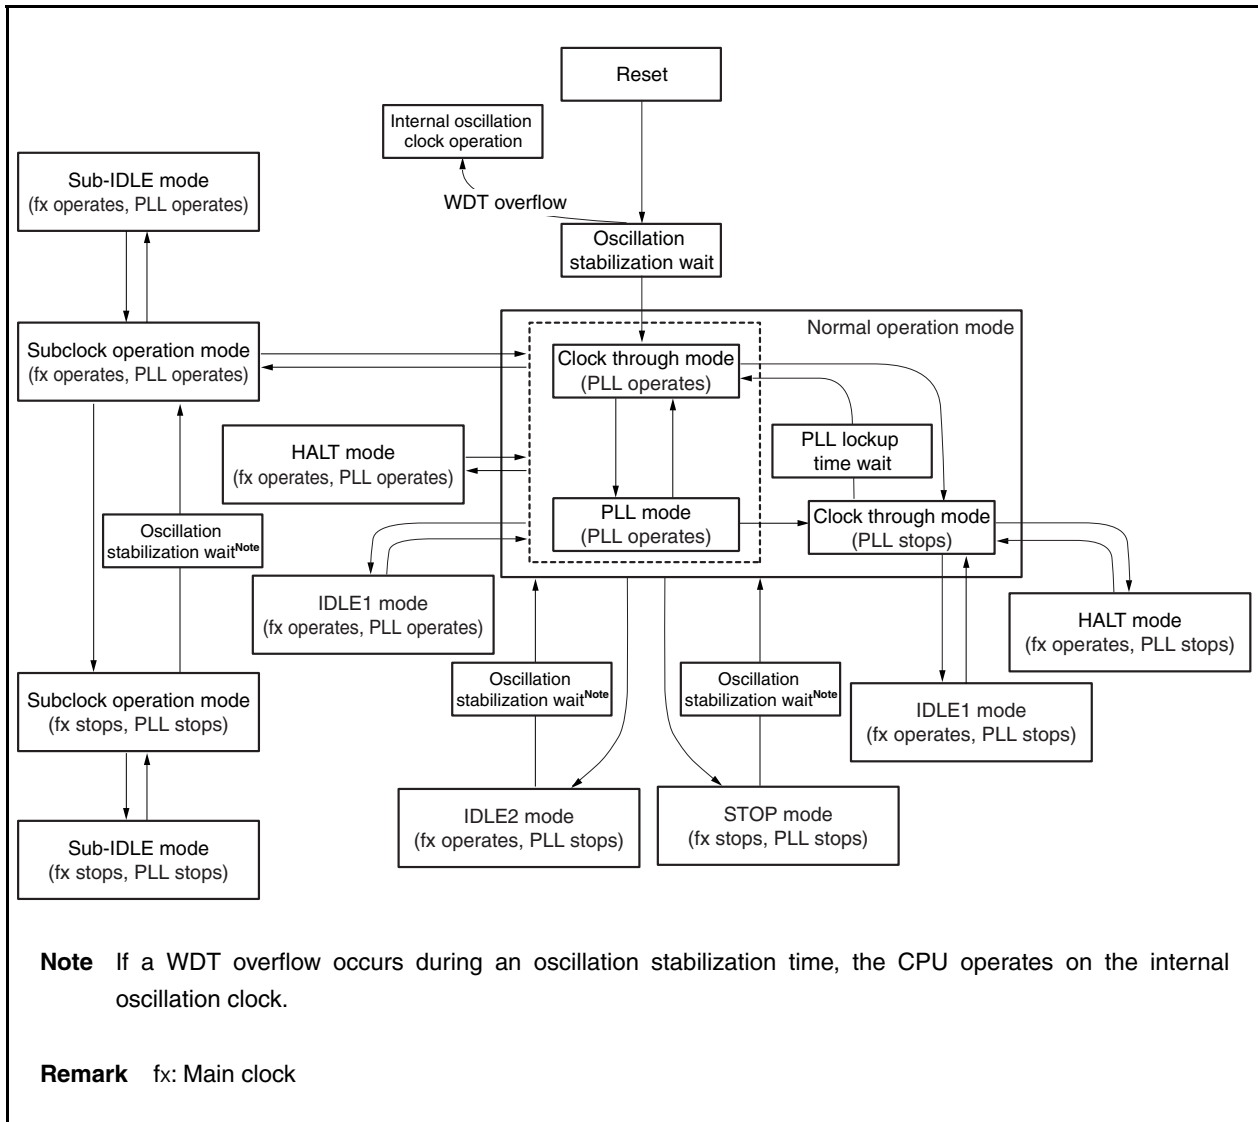 Reset
Internal oscillation
clock operation
WDT overflow
Sub-IDLE mode
(fx operates, PLL operates)
Oscillation
stabilization wait
Normal operation mode
Subclock operation mode
(fx operates, PLL operates)
Clock through mode
(PLL operates)
HALT mode
(fx operates, PLL operates)
PLL lockup
time wait
PLL mode
(PLL operates)
Clock through mode
(PLL stops)
Oscillation
stabilization waitNote
IDLE1 mode
(fx operates, PLL operates)
HALT mode
(fx operates, PLL stops)
Oscillation
stabilization waitNote
Oscillation
stabilization waitNote
Subclock operation mode
(fx stops, PLL stops)
IDLE1 mode
(fx operates, PLL stops)
IDLE2 mode
(fx operates, PLL stops)
STOP mode
(fx stops, PLL stops)
Sub-IDLE mode
(fx stops, PLL stops)
Note If a WDT overflow occurs during an oscillation stabilization time, the CPU operates on the internal
oscillation clock.
Remark fx: Main clock